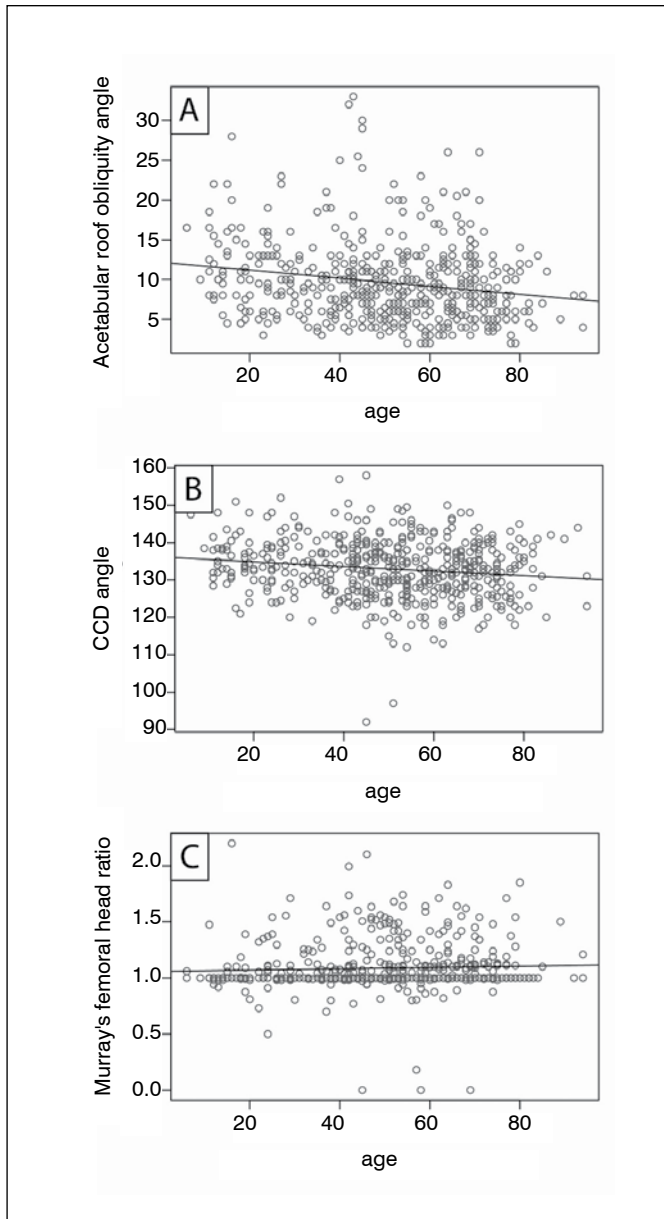 A
Acetabular roof obliquity angle
30
25
20
15
10
5
20 40 60 80
age
B
CCD angle
160
150
140
130
120
110
100
90
20 40 60 80
age
C
Murray's femoral head ratio
2.0
1.5
1.0
0.5
0.0
20 40 60 80
age